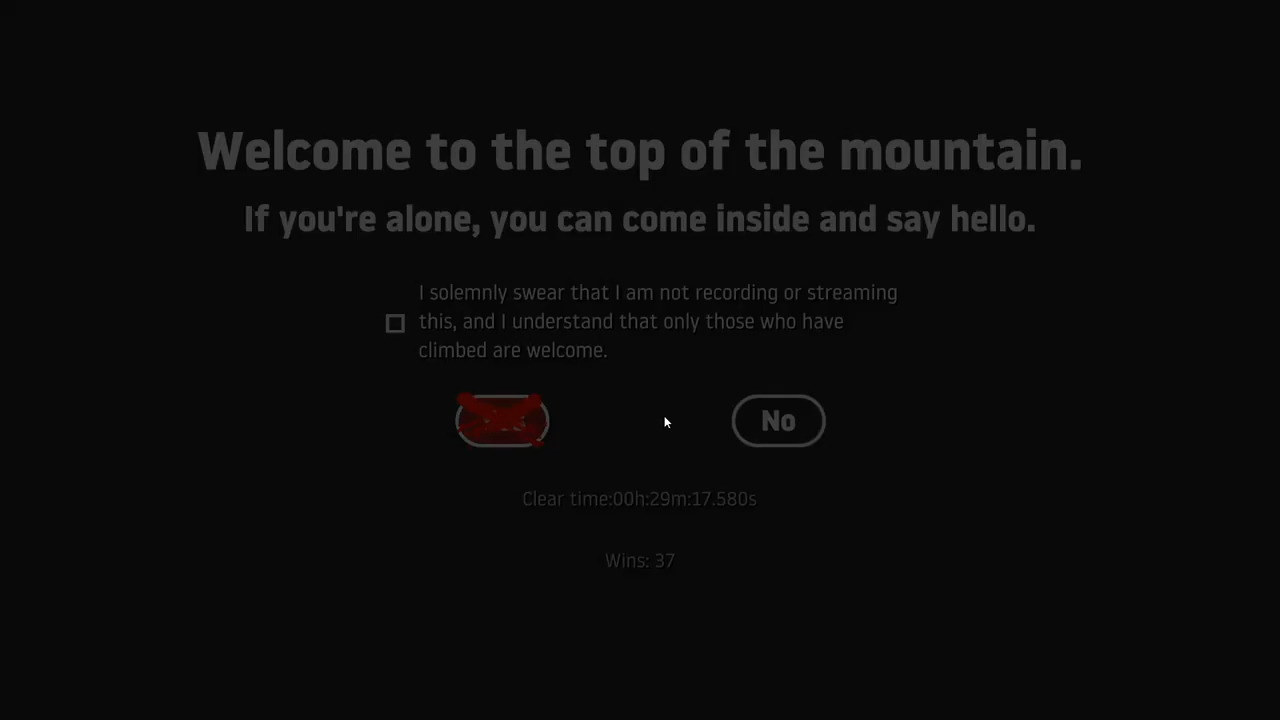 Welcome to the top of the mountain.
If you're alone, you can come inside and say hello.
I solemnly swear that I am not recording or streaming
this, and I understand that only those who have
climbed are welcome.
No
Clear time:00h:29m:17.580s
Wins: 37